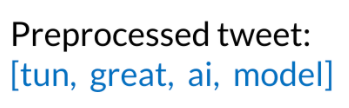 Preprocessed tweet:
[tun, great, ai, model]